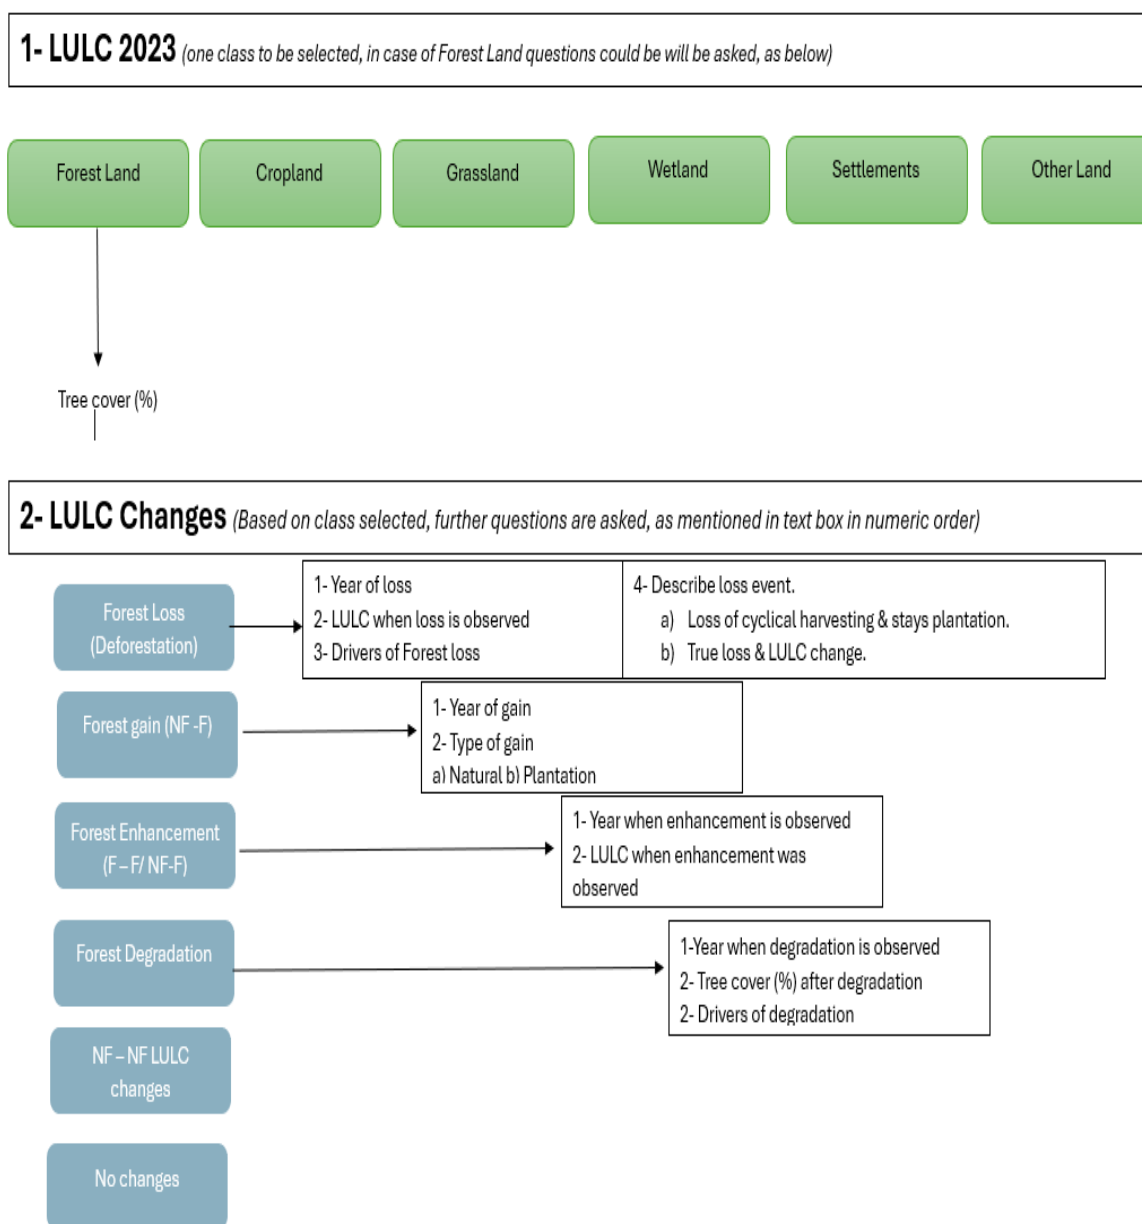 1- LULC 2023 (one class to be selected, in case of Forest Land questions could be will be asked, as below)
Forest Land
Cropland
Grassland
Wetland
Settlements
Other Land
Tree cover (%)
2- LULC Changes (Based on class selected, further questions are asked, as mentioned in text box in numeric order)
Forest Loss
(Deforestation)
1- Year of loss
2- LULC when loss is observed
3- Drivers of Forest loss
4- Describe loss event.
a) Loss of cyclical harvesting & stays plantation.
b) True loss & LULC change.
Forest gain (NF -F)
1- Year of gain
2- Type of gain
a) Natural b) Plantation
Forest Enhancement
(F – F/ NF-F)
1- Year when enhancement is observed
2- LULC when enhancement was
observed
Forest Degradation
1-Year when degradation is observed
2- Tree cover (%) after degradation
2- Drivers of degradation
NF – NF LULC
changes
No changes